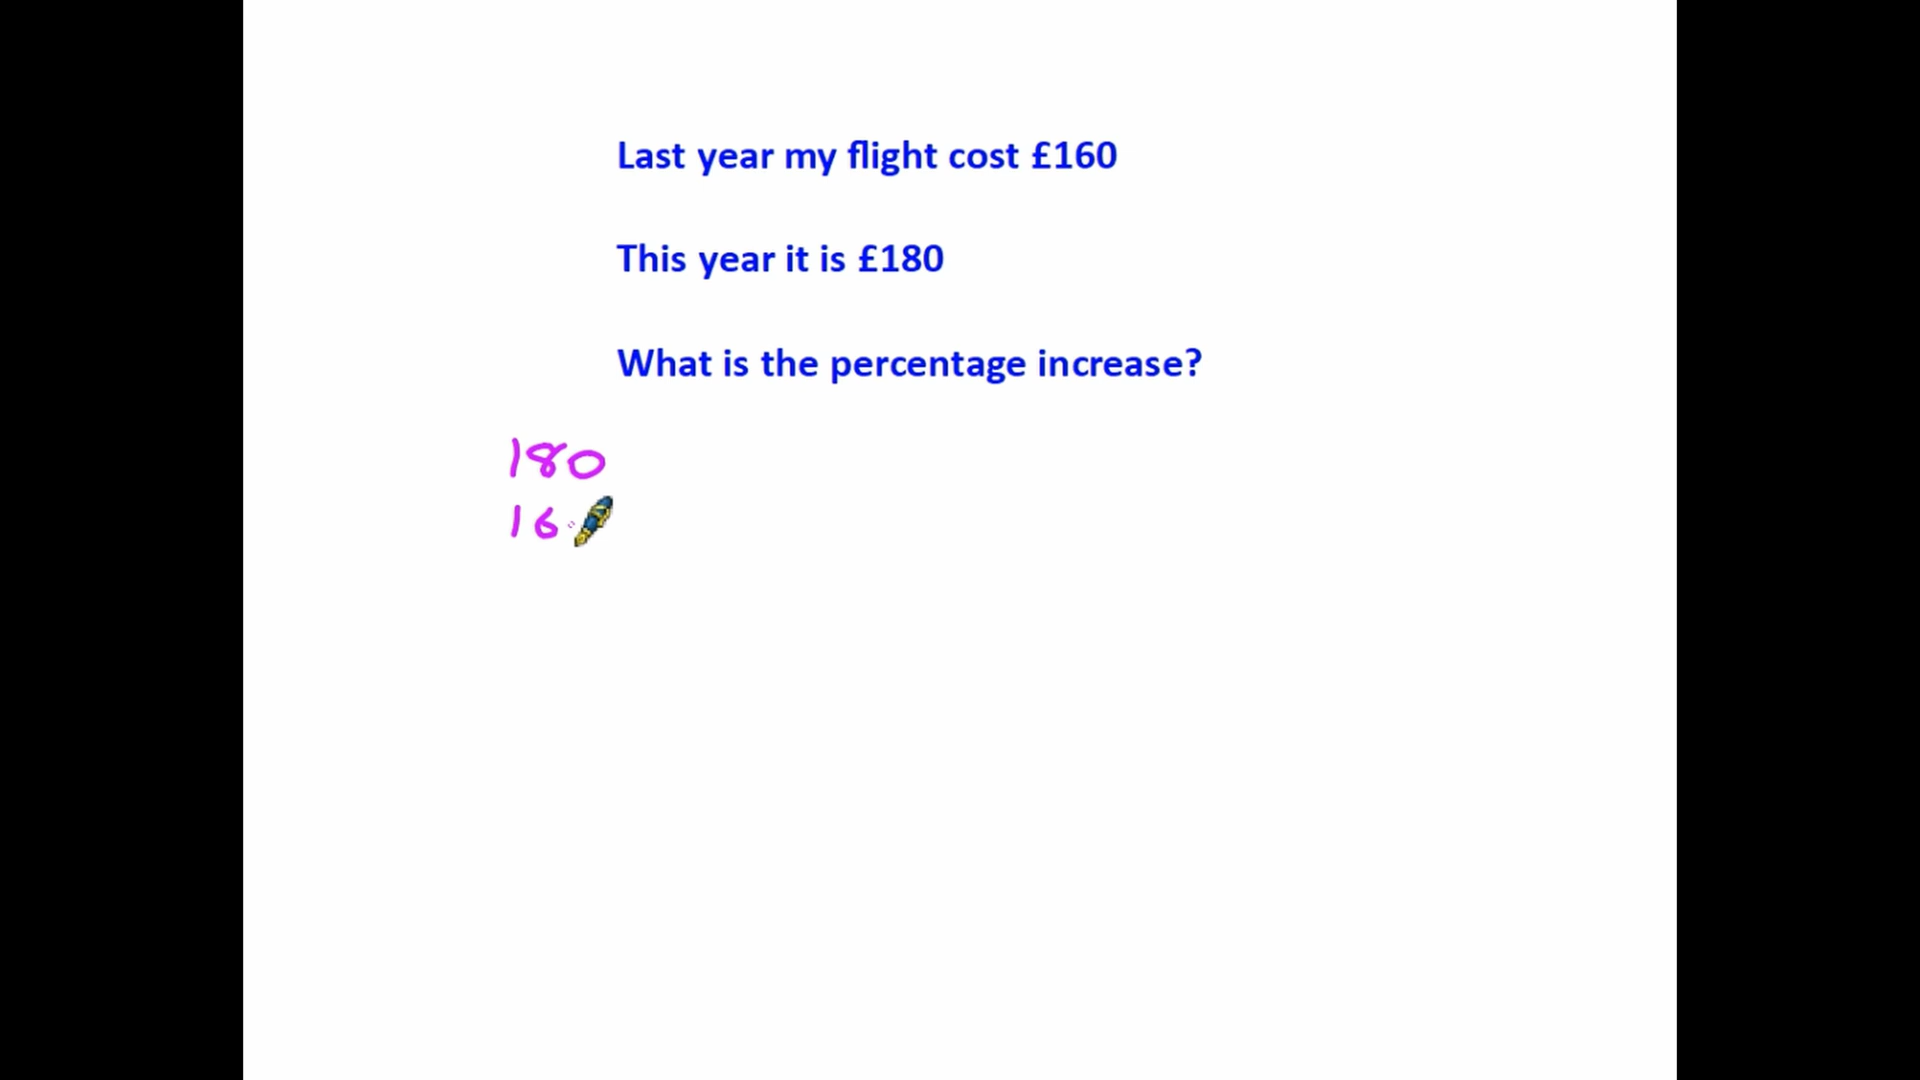 Last year my flight cost £160
This year it is £180
What is the percentage increase?
180
16